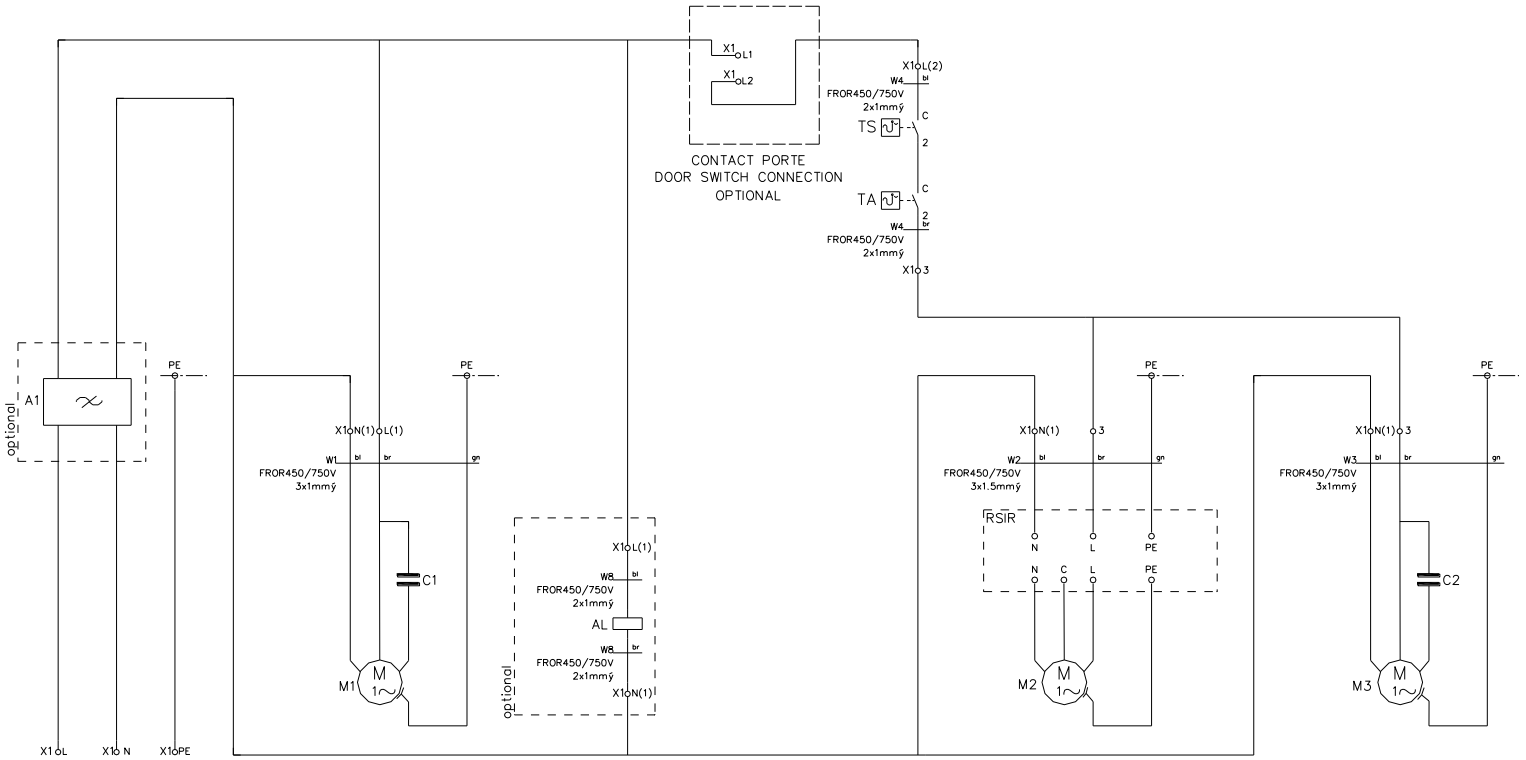 X1 L1
X1 L2
CONTACT PORTE
DOOR SWITCH CONNECTION
OPTIONAL
X1 L(2)
W4 bl
FROR450/750V
2x1mmý
TS
C
2
TA
C
2
W4 br
FROR450/750V
2x1mmý
X1 3
A1
optional
PE
X1 L
X1 N
X1 PE
PE
X1 N(1) L(1)
W1 bl br gn
FROR450/750V
3x1mmý
C1
M1
M
1
X1 L(1)
W8 bl
FROR450/750V
2x1mmý
AL
W8 br
FROR450/750V
2x1mmý
X1 N(1)
optional
PE
X1 N(1) 3
W2 bl br gn
FROR450/750V
3x1.5mmý
RSIR
N L PE
N C L PE
M2
M
1
PE
X1 N(1) 3
W3 bl br gn
FROR450/750V
3x1mmý
C2
M3
M
1